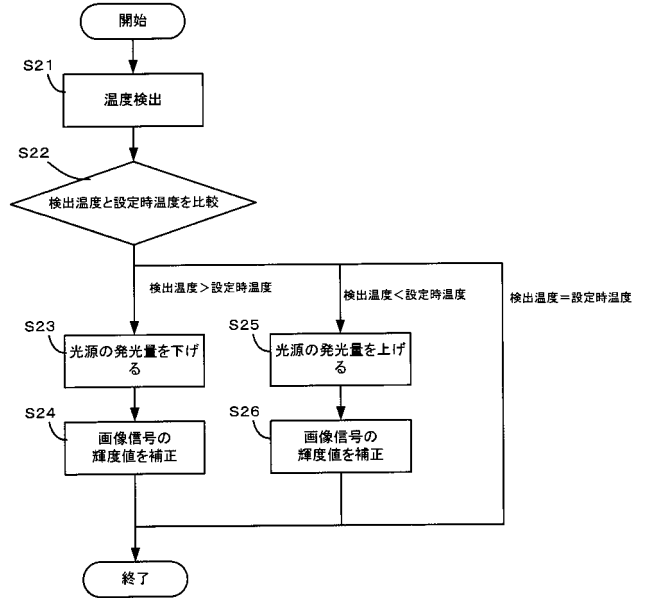 開始
S21
温度検出
S22
検出温度と設定時温度を比較
検出温度＞設定時温度
検出温度＜設定時温度
検出温度＝設定時温度
S23
光源の発光量を下げ
る
S25
光源の発光量を上げ
る
S24
画像信号の
輝度値を補正
S26
画像信号の
輝度値を補正
終了